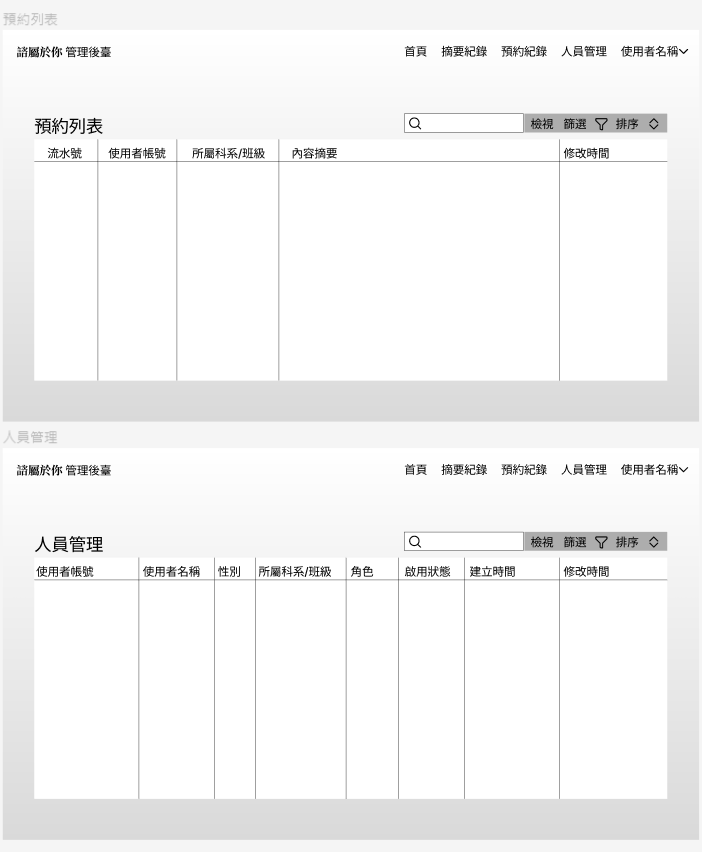 預約列表
諮屬於你 管理後臺
首頁 摘要紀錄 預約紀錄 人員管理 使用者名稱
預約列表
檢視 篩選 排序
流水號 使用者帳號 所屬科系/班級 內容摘要 修改時間
人員管理
諮屬於你 管理後臺
首頁 摘要紀錄 預約紀錄 人員管理 使用者名稱
人員管理
檢視 篩選 排序
使用者帳號 使用者名稱 性別 所屬科系/班級 角色 啟用狀態 建立時間 修改時間